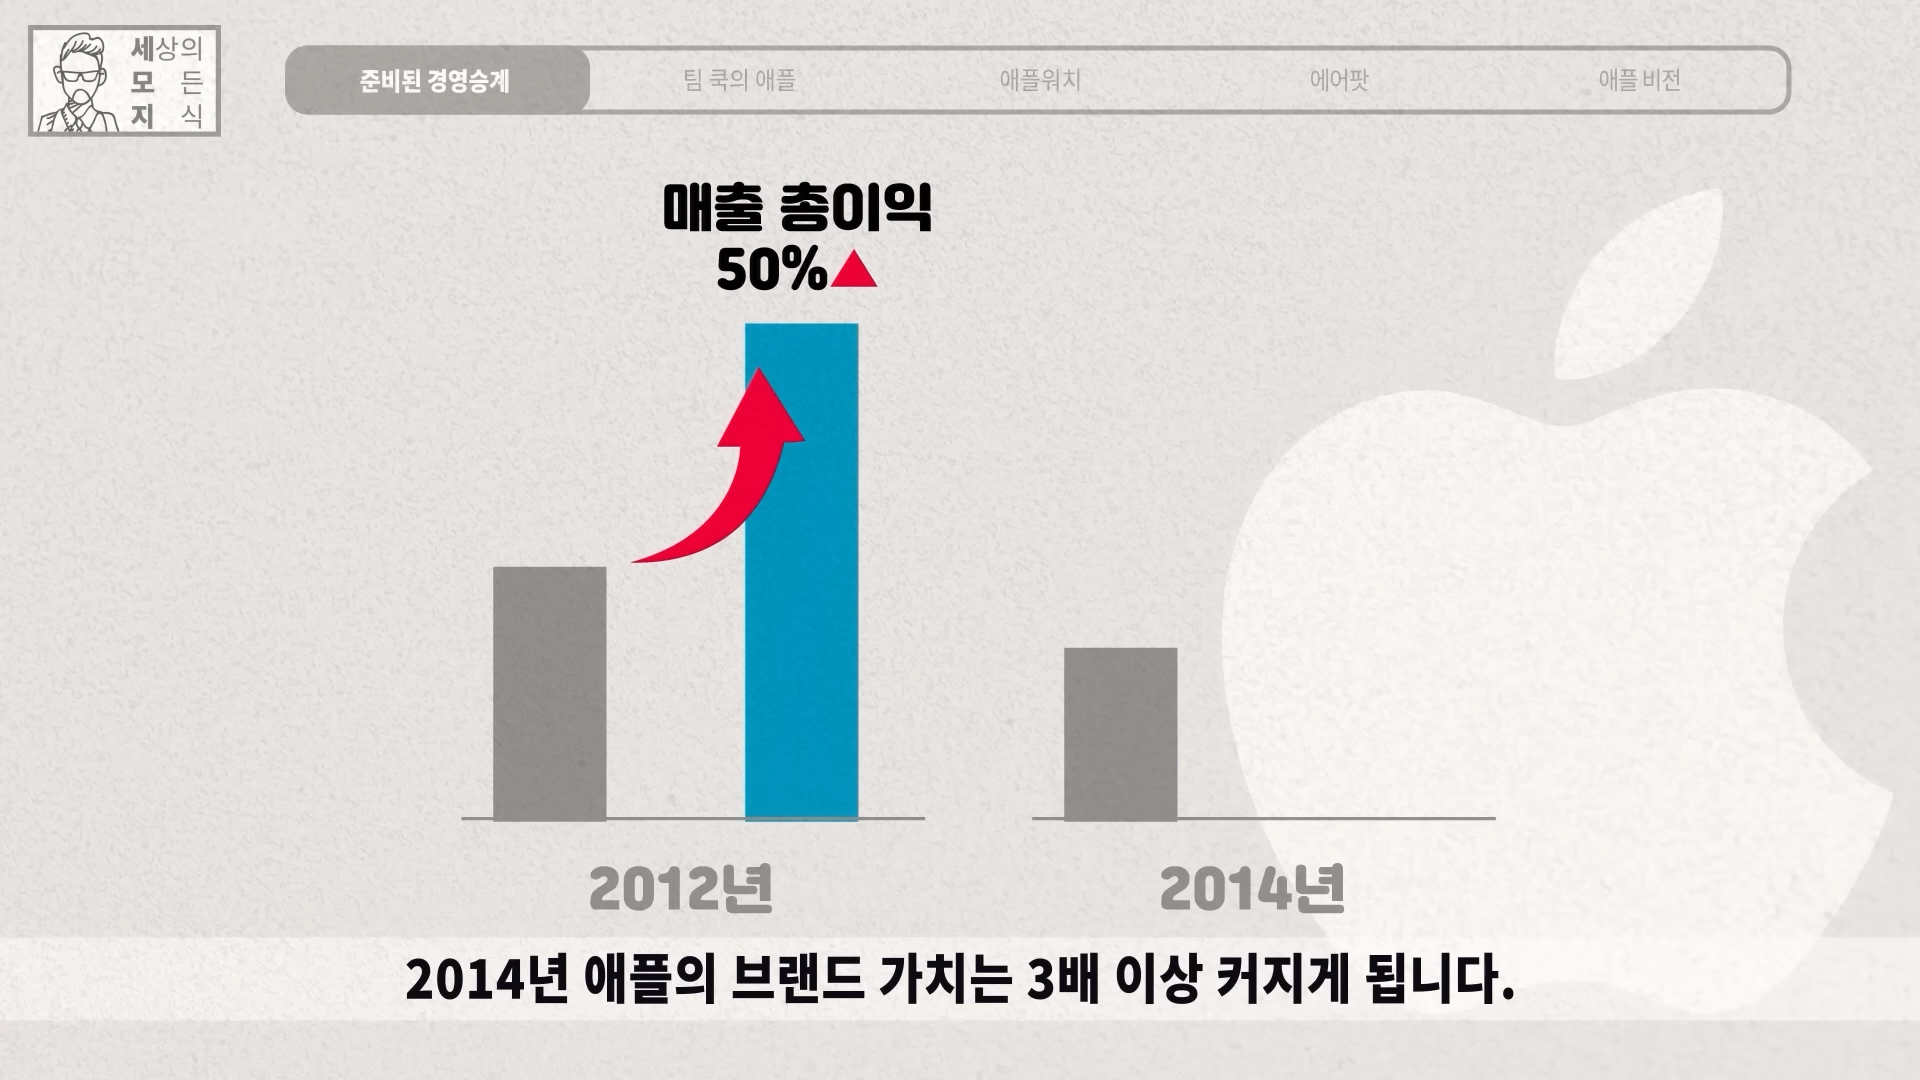 세상의
모든
지식
준비된 경영승계
팀 쿡의 애플
애플워치
에어팟
애플 비전
매출 총이익
50%▲
2012년
2014년
2014년 애플의 브랜드 가치는 3배 이상 커지게 됩니다.